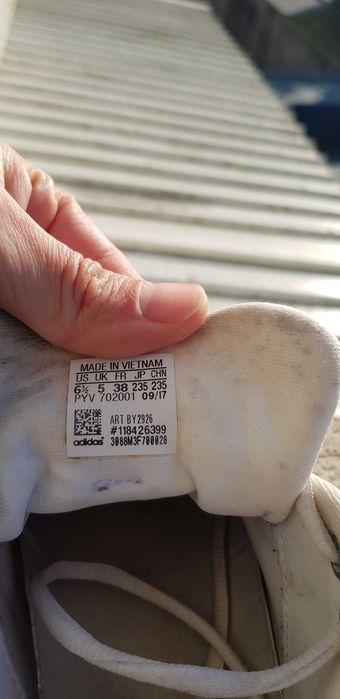 MADE IN VIETNAM
US UK FR JP CHN
6½ 5 38 235 235
PYV 702001 09/17
ART BY2926
#118426399
adidas 3088M3F700028